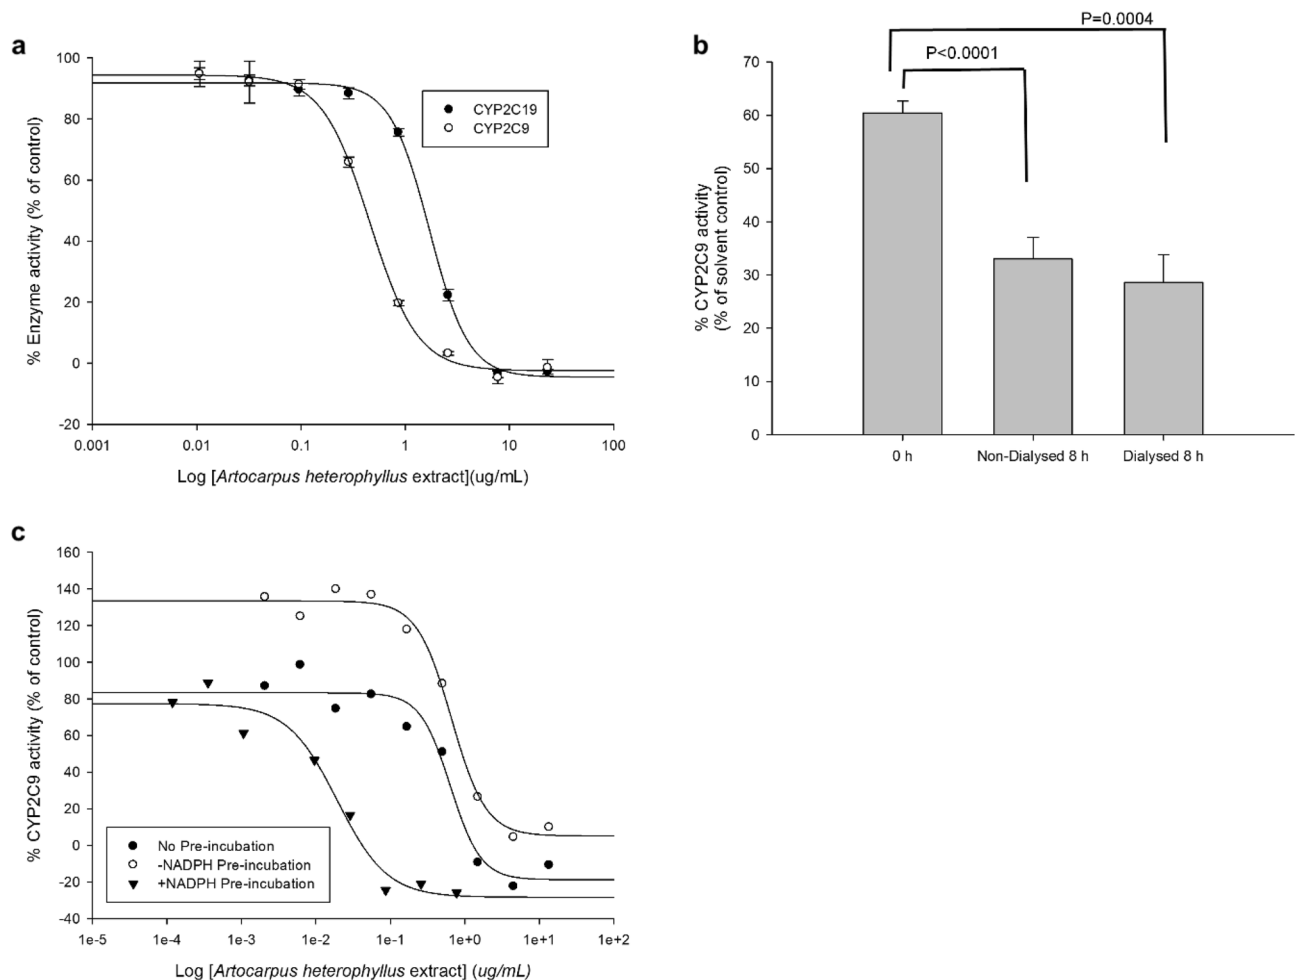 a
100
80
60
40
20
0
-20
% Enzyme activity (% of control)
CYP2C19
CYP2C9
0.001 0.01 0.1 1 10 100
Log [Artocarpus heterophyllus extract](ug/mL)
b
P=0.0004
P<0.0001
70
60
50
40
30
20
10
0
% CYP2C9 activity
(% of solvent control)
0 h Non-Dialysed 8 h Dialysed 8 h
c
160
140
120
100
80
60
40
20
0
-20
-40
% CYP2C9 activity (% of control)
No Pre-incubation
-NADPH Pre-incubation
+NADPH Pre-incubation
1e-5 1e-4 1e-3 1e-2 1e-1 1e+0 1e+1 1e+2
Log [Artocarpus heterophyllus extract] (ug/mL)